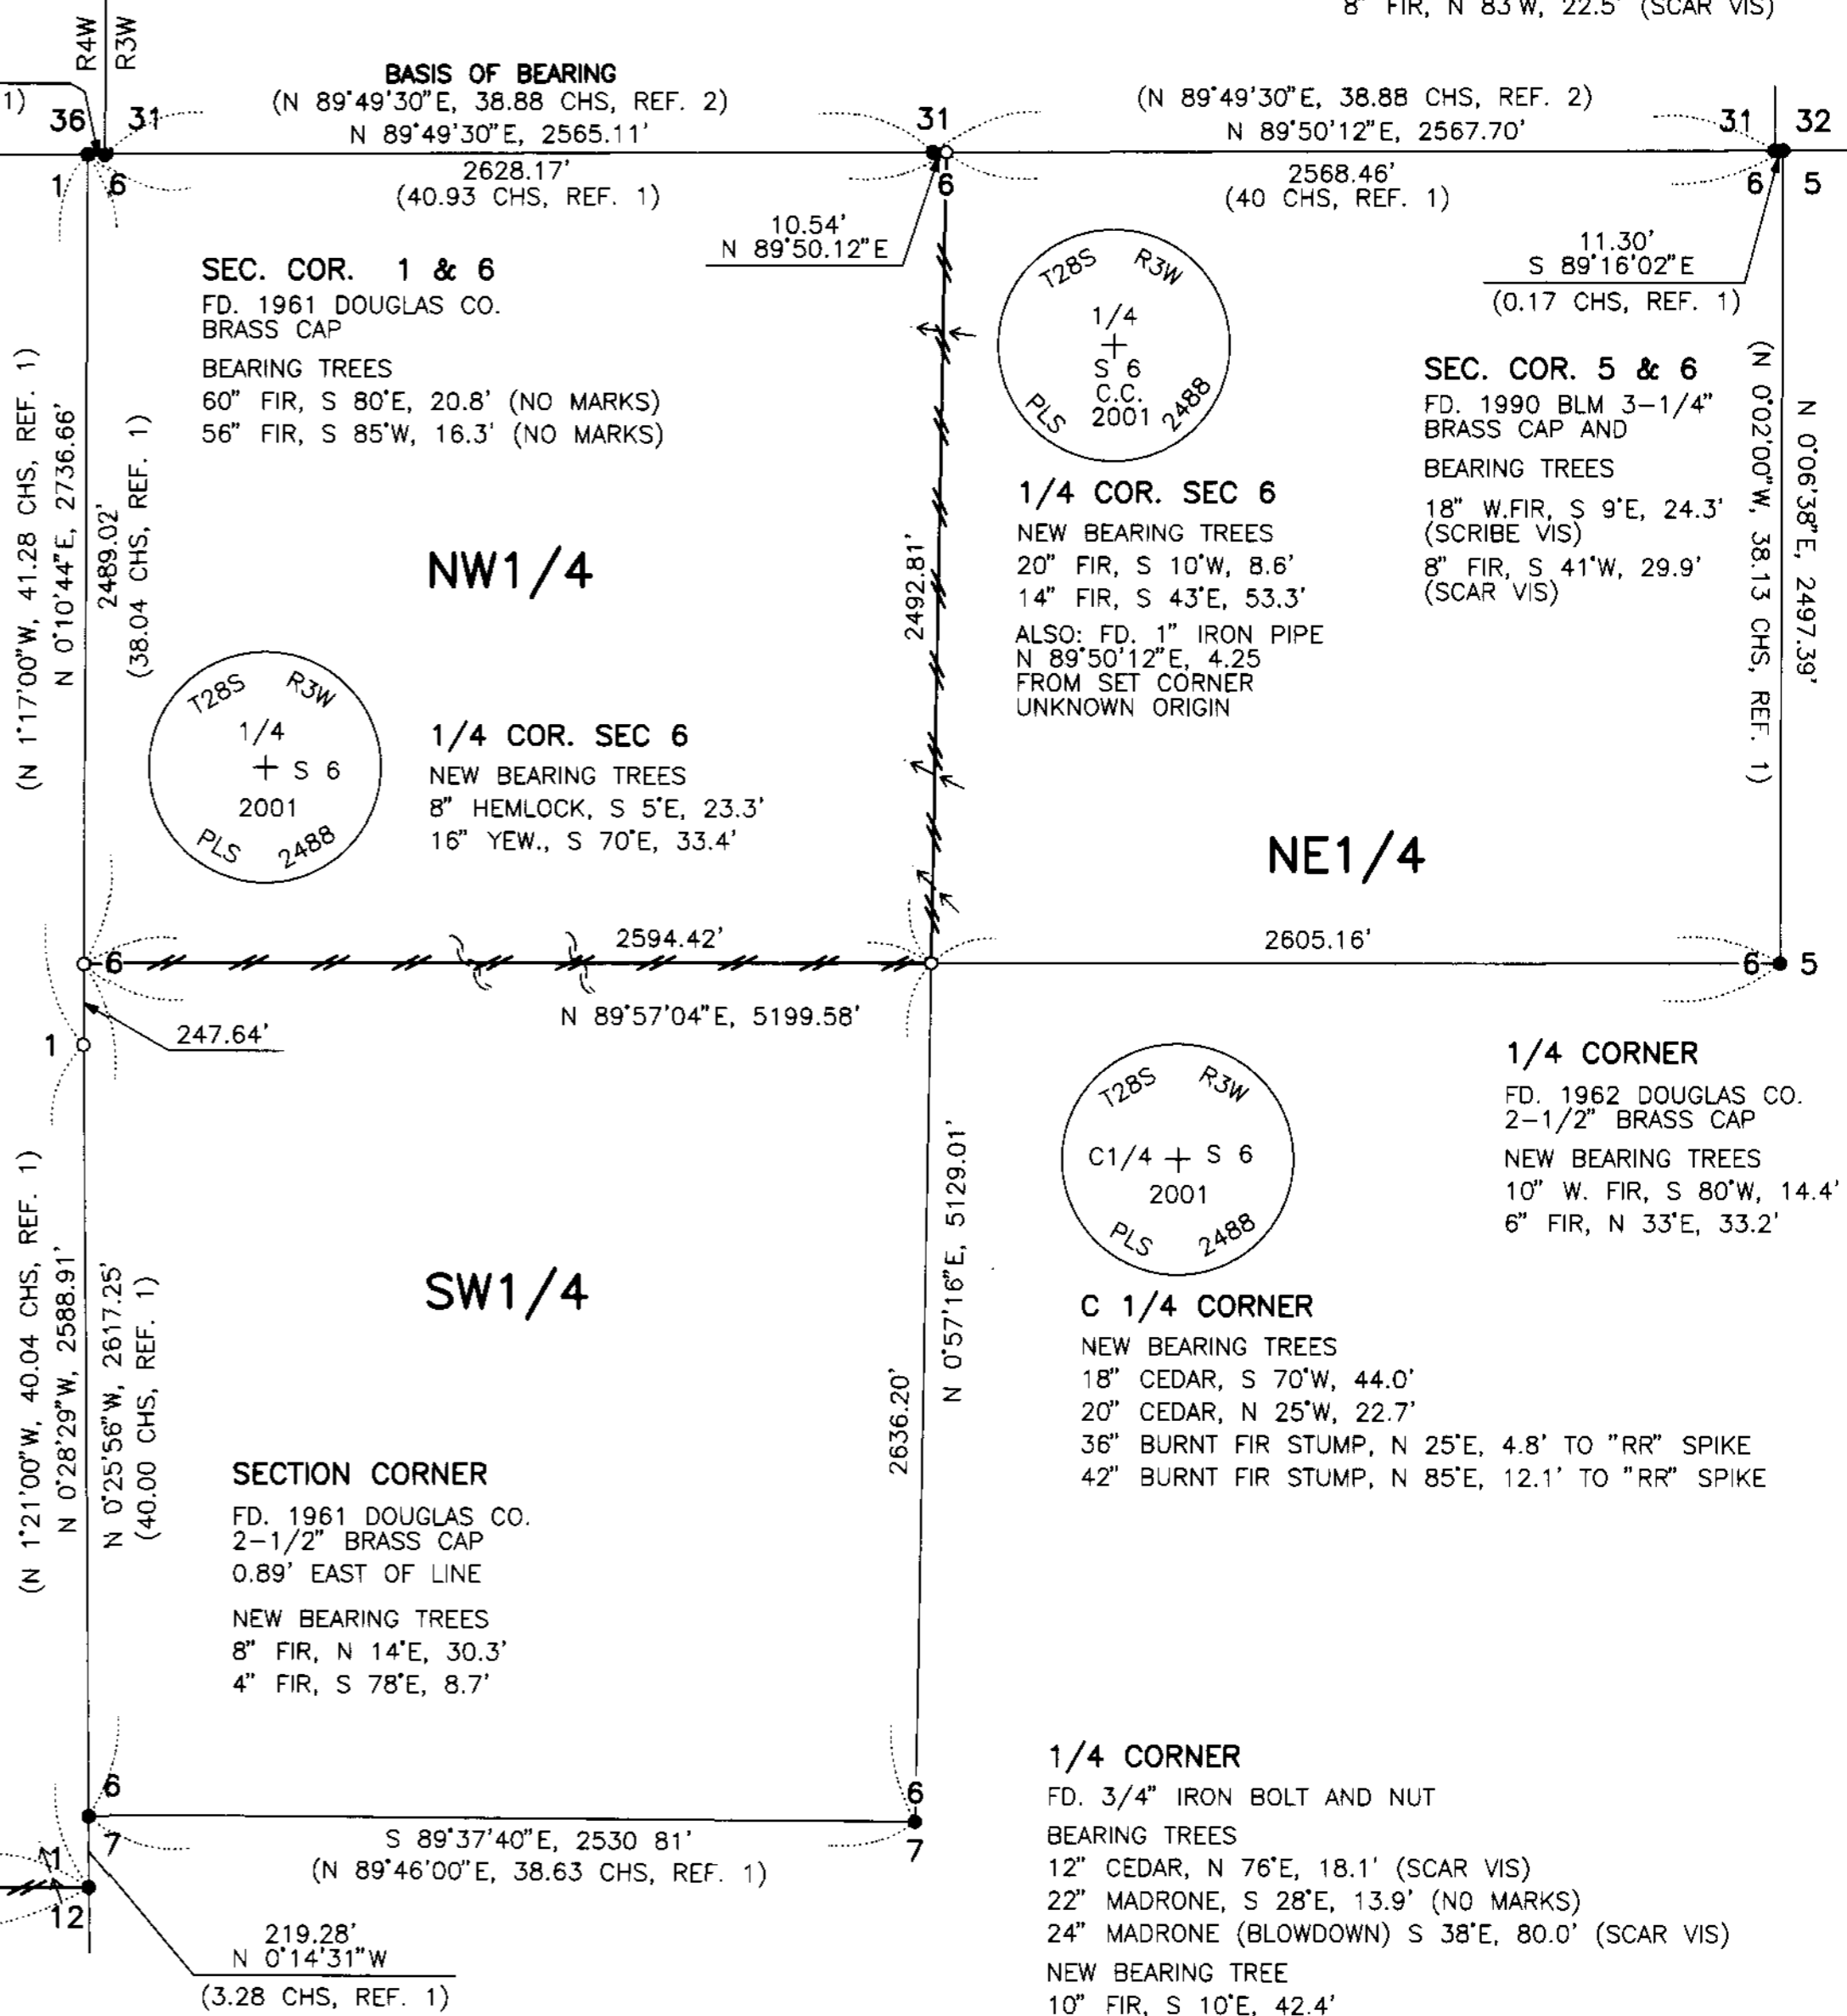 8" FIR, N 83°W, 22.5' (SCAR VIS)
R4W
R3W
1)
36
31
BASIS OF BEARING
(N 89°49'30"E, 38.88 CHS, REF. 2)
N 89°49'30"E, 2565.11'
31
(N 89°49'30"E, 38.88 CHS, REF. 2)
N 89°50'12"E, 2567.70'
31
32
1
6
2628.17'
(40.93 CHS, REF. 1)
6
2568.46'
(40 CHS, REF. 1)
6
5
10.54'
N 89°50.12"E
11.30'
S 89°16'02"E
(0.17 CHS, REF. 1)
SEC. COR. 1 & 6
FD. 1961 DOUGLAS CO.
BRASS CAP
BEARING TREES
60" FIR, S 80°E, 20.8' (NO MARKS)
56" FIR, S 85°W, 16.3' (NO MARKS)
T28S R3W
1/4
S 6
C.C.
2001
PLS 2488
SEC. COR. 5 & 6
FD. 1990 BLM 3-1/4"
BRASS CAP AND
BEARING TREES
18" W.FIR, S 9°E, 24.3'
(SCRIBE VIS)
8" FIR, S 41°W, 29.9'
(SCAR VIS)
(N 0°02'00"W, 38.13 CHS, REF. 1)
N 0°06'38"E, 2497.39'
(N 1°17'00"W, 41.28 CHS, REF. 1)
N 0°10'44"E, 2736.66'
2489.02'
(38.04 CHS, REF. 1)
NW1/4
2492.81'
1/4 COR. SEC 6
NEW BEARING TREES
20" FIR, S 10°W, 8.6'
14" FIR, S 43°E, 53.3'
ALSO: FD. 1" IRON PIPE
N 89°50'12"E, 4.25
FROM SET CORNER
UNKNOWN ORIGIN
T28S R3W
1/4
S 6
2001
PLS 2488
1/4 COR. SEC 6
NEW BEARING TREES
8" HEMLOCK, S 5°E, 23.3'
16" YEW., S 70°E, 33.4'
NE1/4
6
2594.42'
2605.16'
6
5
N 89°57'04"E, 5199.58'
1
247.64'
T28S R3W
C1/4 S 6
2001
PLS 2488
1/4 CORNER
FD. 1962 DOUGLAS CO.
2-1/2" BRASS CAP
NEW BEARING TREES
10" W. FIR, S 80°W, 14.4'
6" FIR, N 33°E, 33.2'
(N 1°21'00"W, 40.04 CHS, REF. 1)
N 0°28'29"W, 2588.91'
N 0°25'56"W, 2617.25'
(40.00 CHS, REF. 1)
SW1/4
2636.20'
N 0°57'16"E, 5129.01'
C 1/4 CORNER
NEW BEARING TREES
18" CEDAR, S 70°W, 44.0'
20" CEDAR, N 25°W, 22.7'
36" BURNT FIR STUMP, N 25°E, 4.8' TO "RR" SPIKE
42" BURNT FIR STUMP, N 85°E, 12.1' TO "RR" SPIKE
SECTION CORNER
FD. 1961 DOUGLAS CO.
2-1/2" BRASS CAP
0.89' EAST OF LINE
NEW BEARING TREES
8" FIR, N 14°E, 30.3'
4" FIR, S 78°E, 8.7'
6
7
6
7
S 89°37'40"E, 2530 81'
(N 89°46'00"E, 38.63 CHS, REF. 1)
1
12
219.28'
N 0°14'31"W
(3.28 CHS, REF. 1)
1/4 CORNER
FD. 3/4" IRON BOLT AND NUT
BEARING TREES
12" CEDAR, N 76°E, 18.1' (SCAR VIS)
22" MADRONE, S 28°E, 13.9' (NO MARKS)
24" MADRONE (BLOWDOWN) S 38°E, 80.0' (SCAR VIS)
NEW BEARING TREE
10" FIR, S 10°E, 42.4'